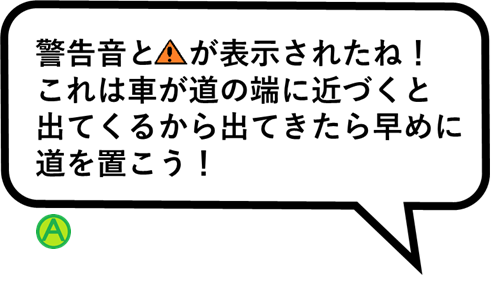 警告音と⚠が表示されたね！
これは車が道の端に近づくと
出てくるから出てきたら早めに
道を置こう！
A